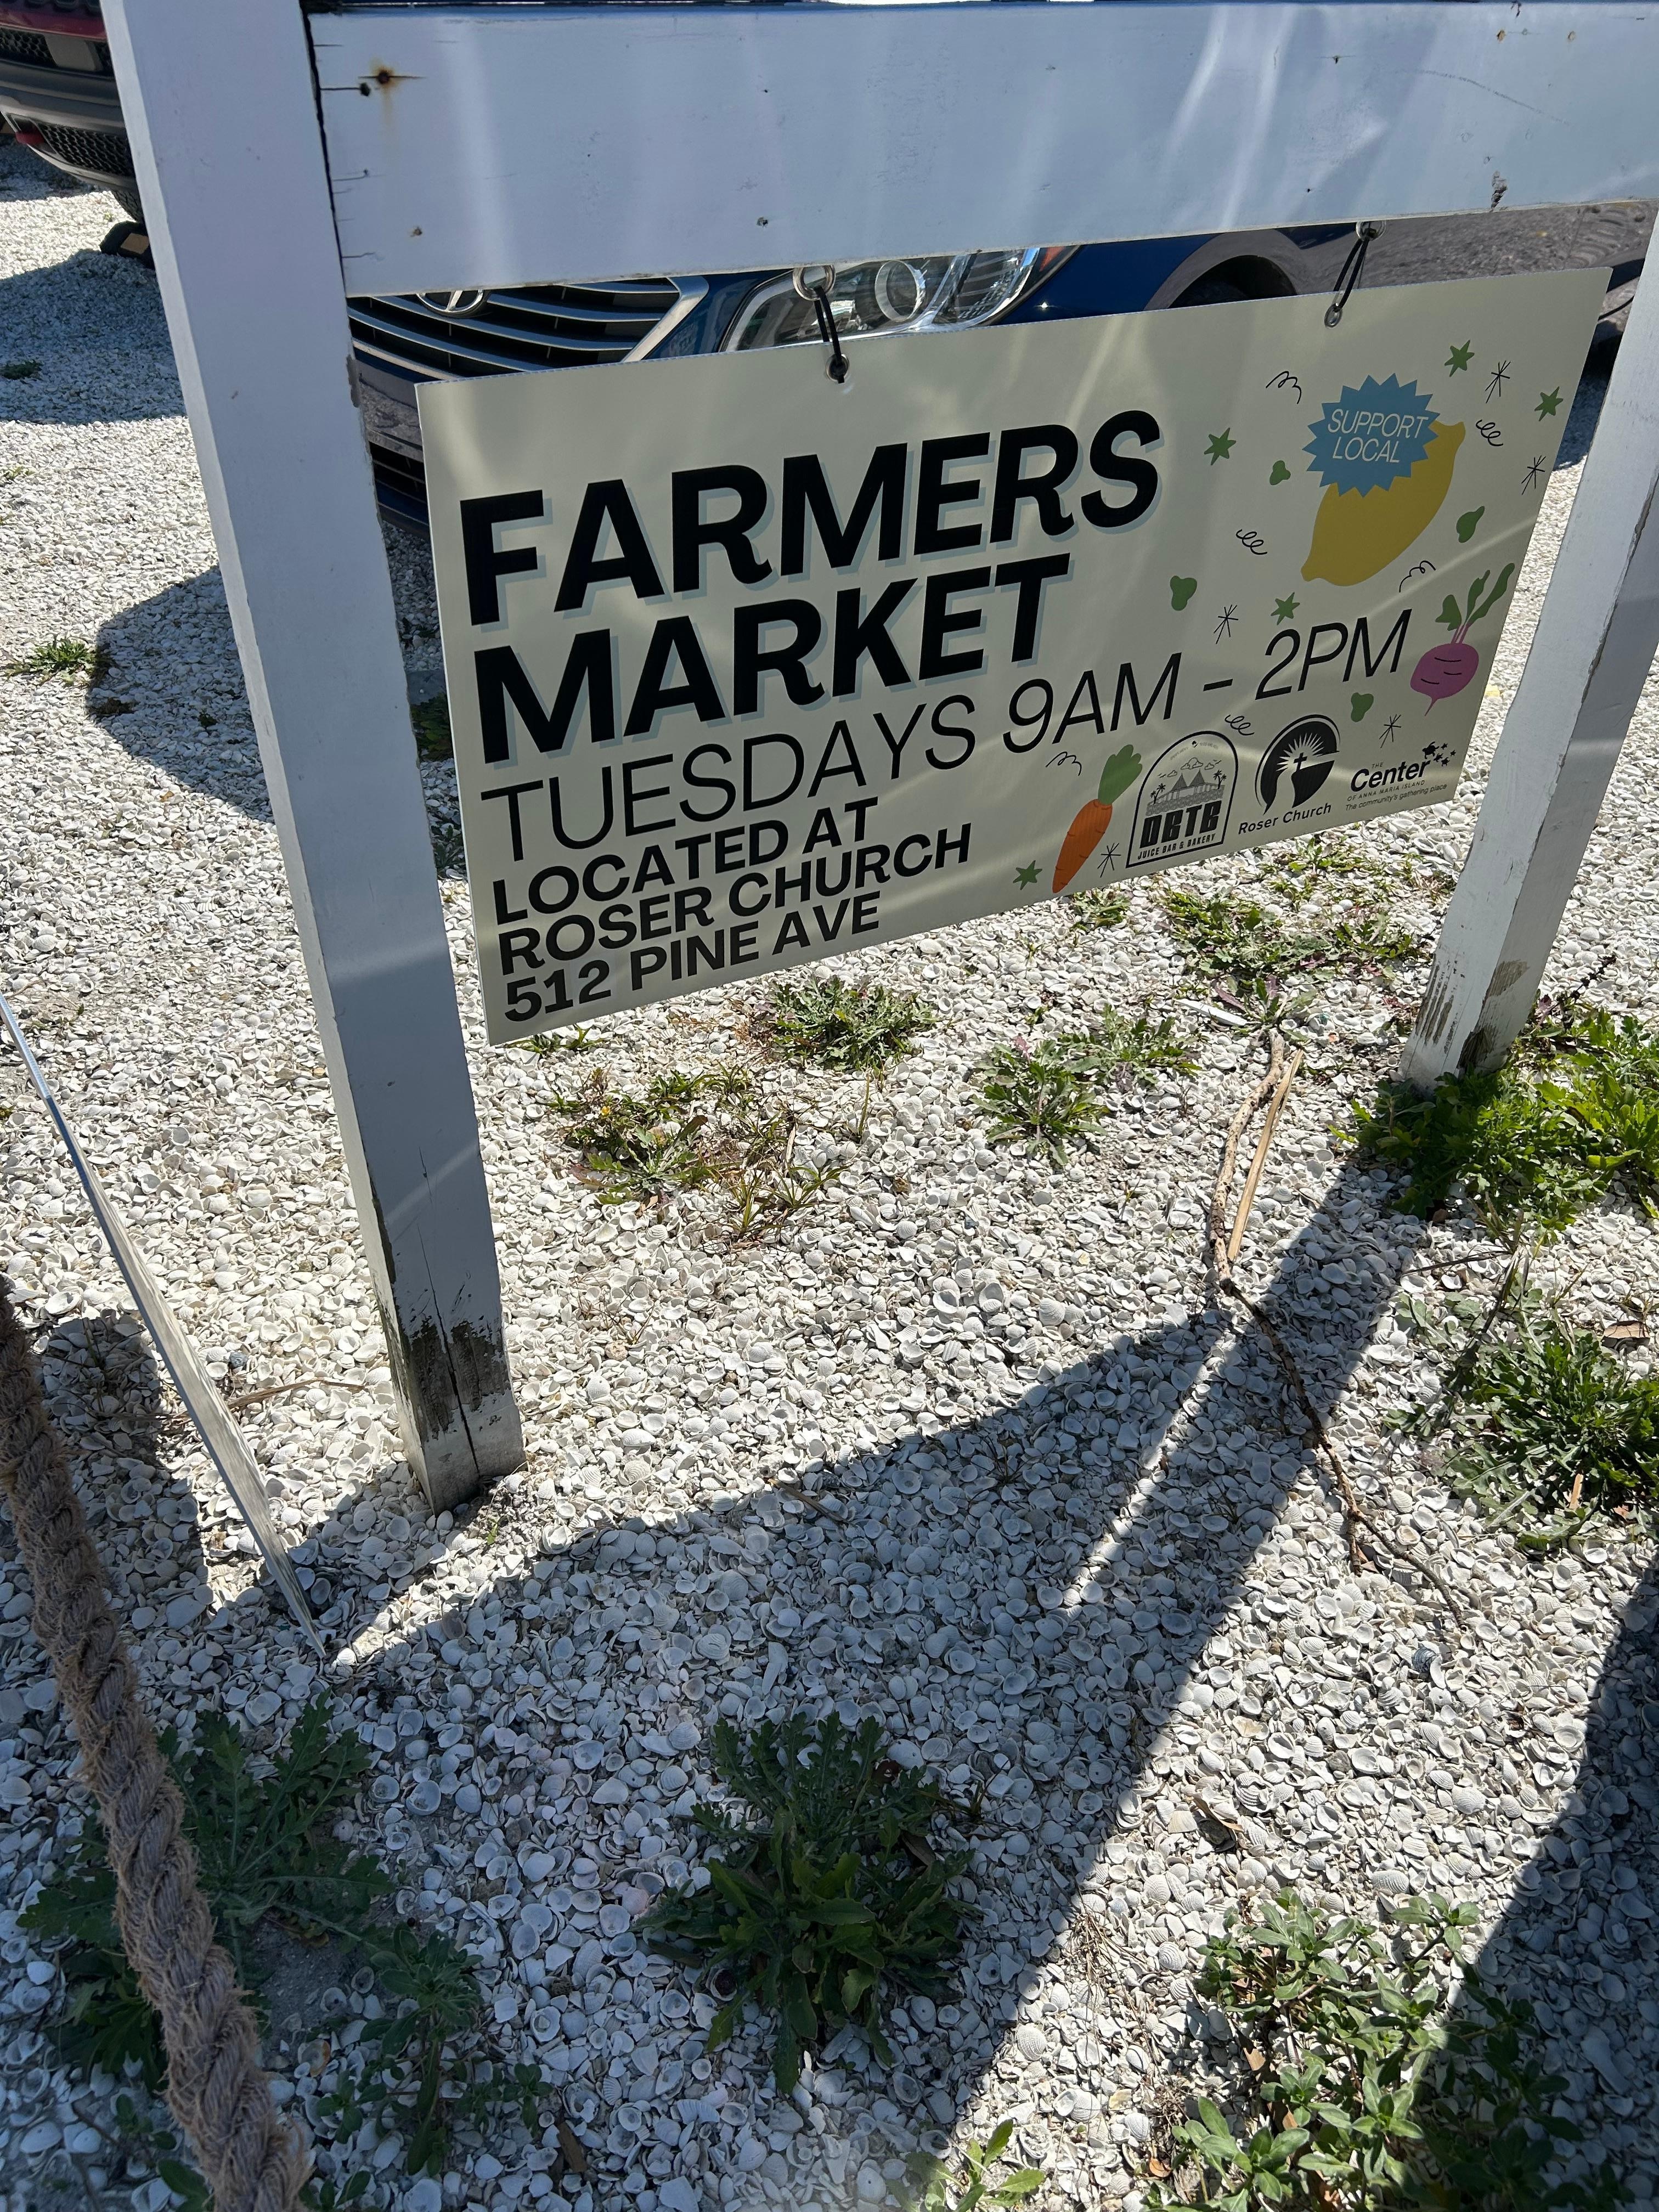 FARMERS
MARKET
TUESDAYS 9AM - 2PM
LOCATED AT
ROSER CHURCH
512 PINE AVE
SUPPORT
LOCAL
JUICE BAR & BAKERY
Roser Church
THE
Center
OF ANNA MARIA ISLAND
The community's gathering place